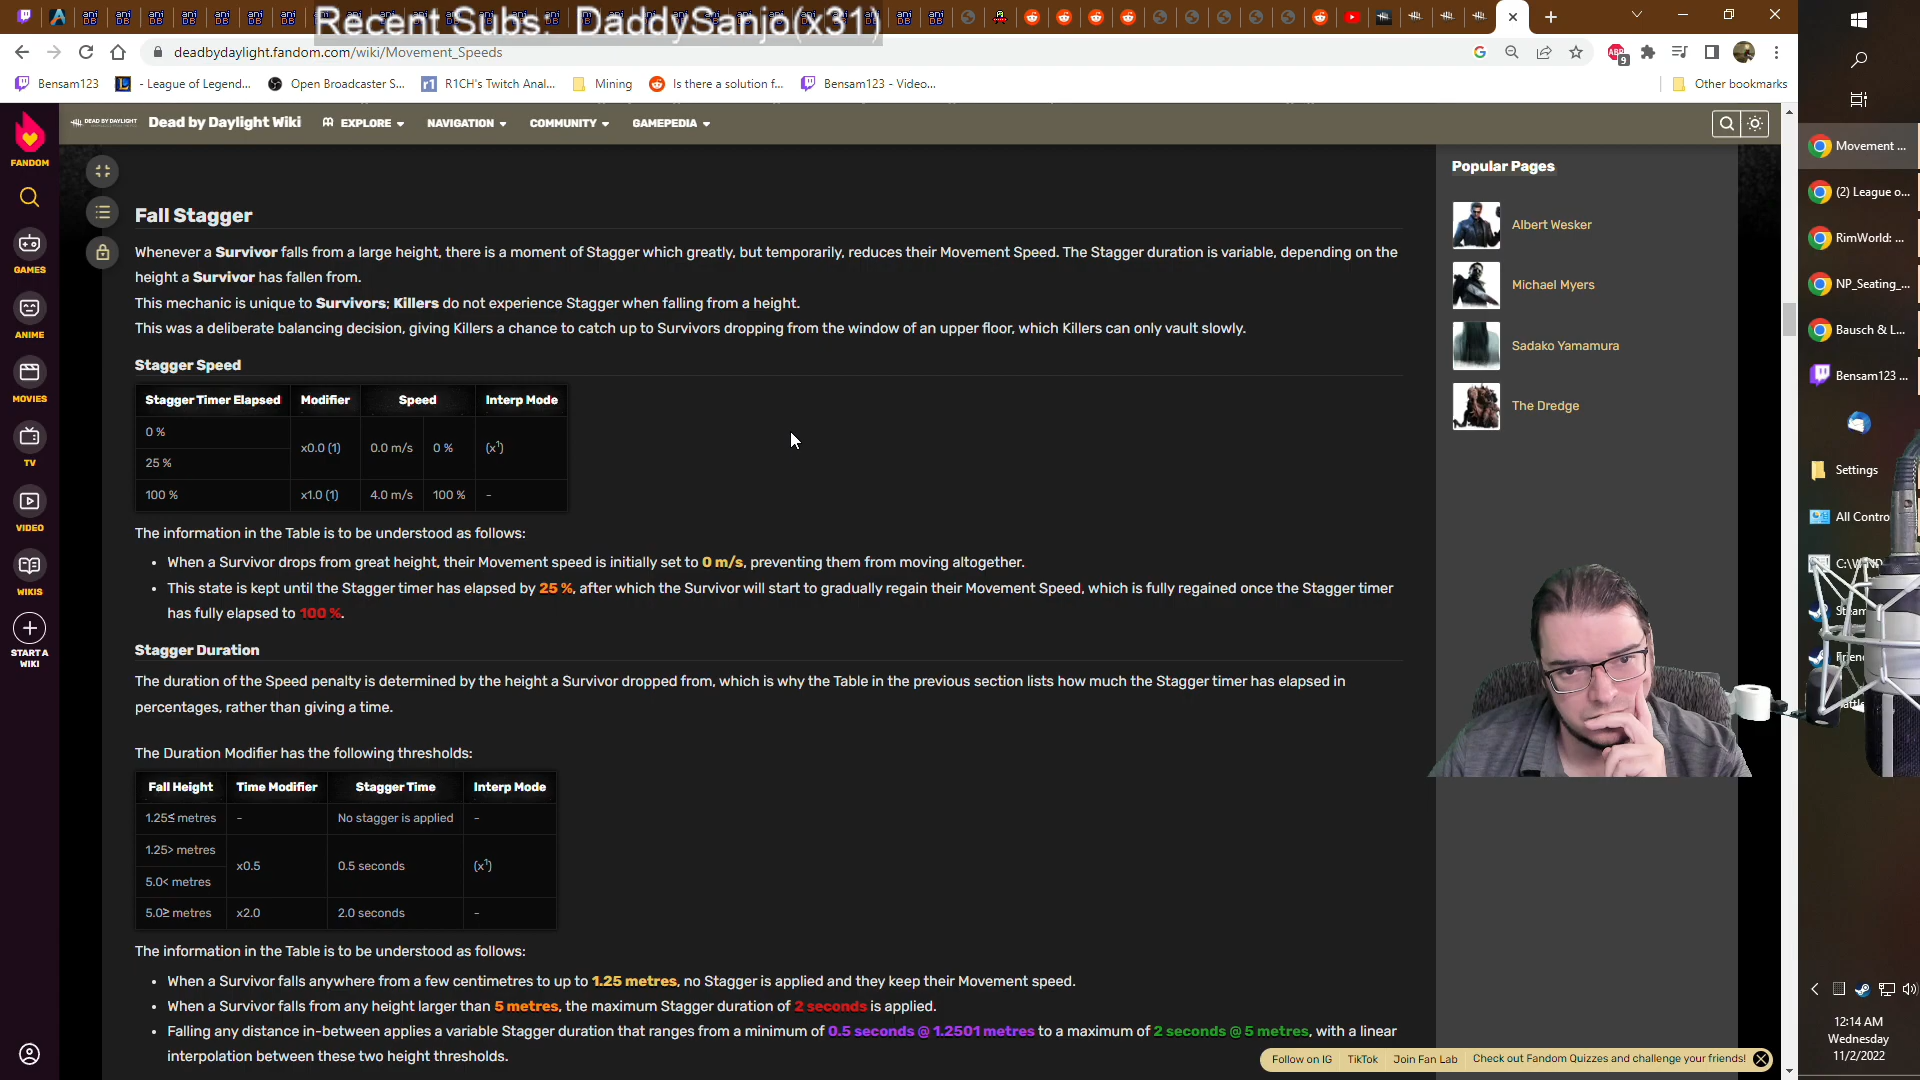 Recent Subs: DaddySanjo(x31)
deadbydaylight.fandom.com/wiki/Movement_Speeds
Bensam123
- League of Legend...
Open Broadcaster S...
R1CH's Twitch Anal...
Mining
Is there a solution f...
Bensam123 - Video...
Other bookmarks
FANDOM
GAMES
ANIME
MOVIES
TV
VIDEO
WIKIS
START A WIKI
Dead by Daylight Wiki
EXPLORE
NAVIGATION
COMMUNITY
GAMEPEDIA
Fall Stagger
Whenever a Survivor falls from a large height, there is a moment of Stagger which greatly, but temporarily, reduces their Movement Speed. The Stagger duration is variable, depending on the
height a Survivor has fallen from.
This mechanic is unique to Survivors; Killers do not experience Stagger when falling from a height.
This was a deliberate balancing decision, giving Killers a chance to catch up to Survivors dropping from the window of an upper floor, which Killers can only vault slowly.
Stagger Speed
Stagger Timer Elapsed Modifier Speed Interp Mode
0 %
x0.0 (1) 0.0 m/s 0 % (x¹)
25 %
100 % x1.0 (1) 4.0 m/s 100 % -
The information in the Table is to be understood as follows:
• When a Survivor drops from great height, their Movement speed is initially set to 0 m/s, preventing them from moving altogether.
• This state is kept until the Stagger timer has elapsed by 25 %, after which the Survivor will start to gradually regain their Movement Speed, which is fully regained once the Stagger timer
has fully elapsed to 100 %.
Stagger Duration
The duration of the Speed penalty is determined by the height a Survivor dropped from, which is why the Table in the previous section lists how much the Stagger timer has elapsed in
percentages, rather than giving a time.
The Duration Modifier has the following thresholds:
Fall Height Time Modifier Stagger Time Interp Mode
1.25≤ metres - No stagger is applied -
1.25> metres
x0.5 0.5 seconds (x¹)
5.0< metres
5.0≥ metres x2.0 2.0 seconds -
The information in the Table is to be understood as follows:
• When a Survivor falls anywhere from a few centimetres to up to 1.25 metres, no Stagger is applied and they keep their Movement speed.
• When a Survivor falls from any height larger than 5 metres, the maximum Stagger duration of 2 seconds is applied.
• Falling any distance in-between applies a variable Stagger duration that ranges from a minimum of 0.5 seconds @ 1.2501 metres to a maximum of 2 seconds @ 5 metres, with a linear
interpolation between these two height thresholds.
Popular Pages
Albert Wesker
Michael Myers
Sadako Yamamura
The Dredge
Follow on IG
TikTok
Join Fan Lab
Check out Fandom Quizzes and challenge your friends!
Movement ...
(2) League o...
RimWorld: ...
NP_Seating_...
Bausch & L...
Bensam123 ...
Settings
All Contro
12:14 AM
Wednesday
11/2/2022